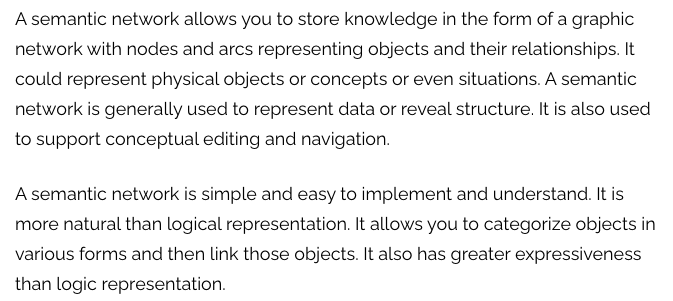 A semantic network allows you to store knowledge in the form of a graphic
network with nodes and arcs representing objects and their relationships. It
could represent physical objects or concepts or even situations. A semantic
network is generally used to represent data or reveal structure. It is also used
to support conceptual editing and navigation.
A semantic network is simple and easy to implement and understand. It is
more natural than logical representation. It allows you to categorize objects in
various forms and then link those objects. It also has greater expressiveness
than logic representation.